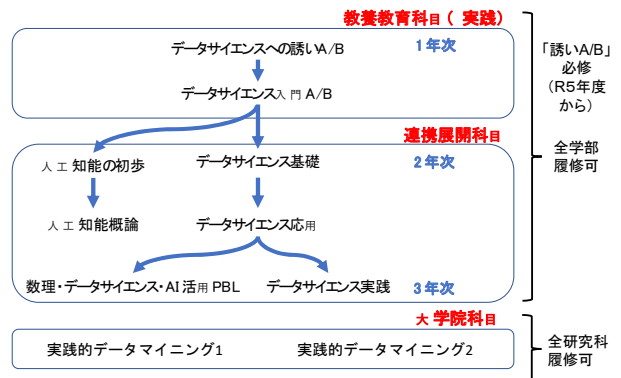 教養教育科目(実践)
データサイエンスへの誘いA/B
1年次
データサイエンス入門A/B
「誘いA/B」
必修
(R5年度
から)
連携展開科目
人工知能の初歩
データサイエンス基礎
2年次
全学部
履修可
人工知能概論
データサイエンス応用
数理・データサイエンス・AI活用PBL
データサイエンス実践
3年次
大学院科目
実践的データマイニング1
実践的データマイニング2
全研究科
履修可